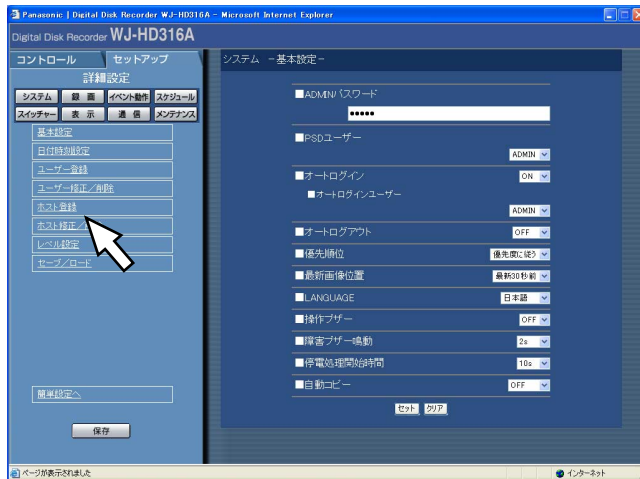 Panasonic | Digital Disk Recorder WJ-HD316A - Microsoft Internet Explorer
Digital Disk Recorder WJ-HD316A
コントロール セットアップ
詳細設定
システム 録 画 イベント動作 スケジュール
スイッチャー 表 示 通 信 メンテナンス
基本設定
日付時刻設定
ユーザー登録
ユーザー修正／削除
ホスト登録
ホスト修正／
レベル設定
セーブ／ロード
簡単設定へ
保存
システム －基本設定－
■ADMINパスワード
●●●●●
■PSDユーザー
ADMIN
■オートログイン ON
■オートログインユーザー
ADMIN
■オートログアウト OFF
■優先順位 優先度に従う
■最新画像位置 最新30秒前
■LANGUAGE 日本語
■操作ブザー OFF
■障害ブザー鳴動 2s
■停電処理開始時間 10s
■自動コピー OFF
セット クリア
ページが表示されました インターネット